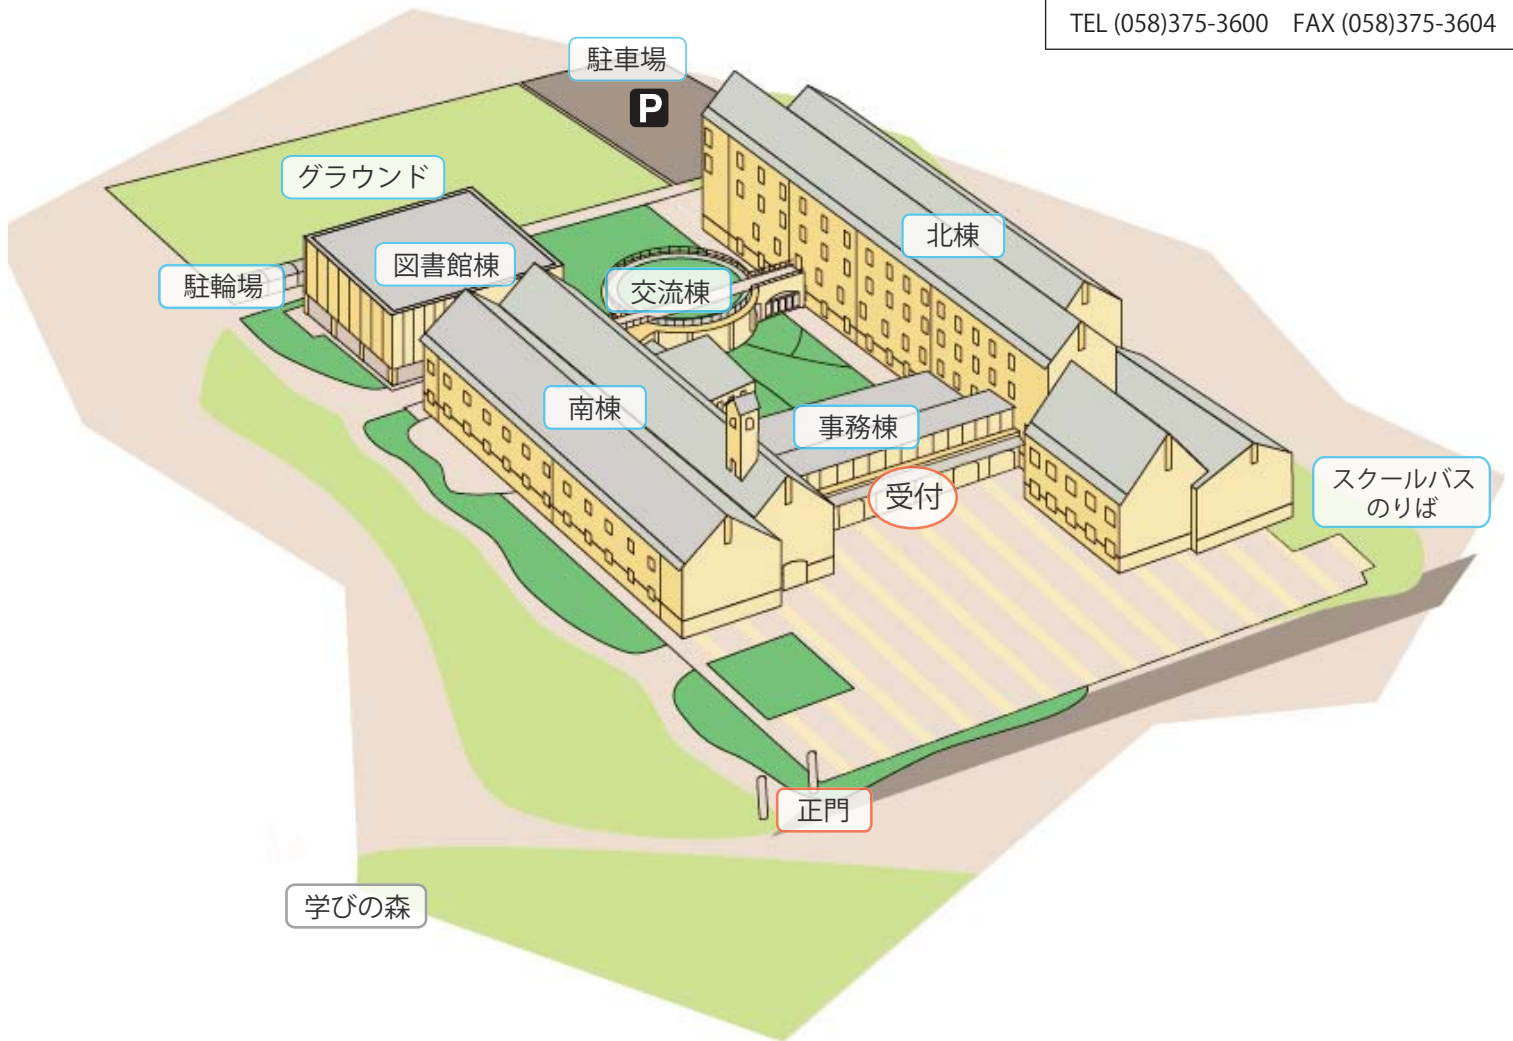 TEL (058)375-3600 FAX (058)375-3604
駐車場
P
グラウンド
北棟
図書館棟
駐輪場
交流棟
南棟
事務棟
受付
スクールバス
のりば
正門
学びの森